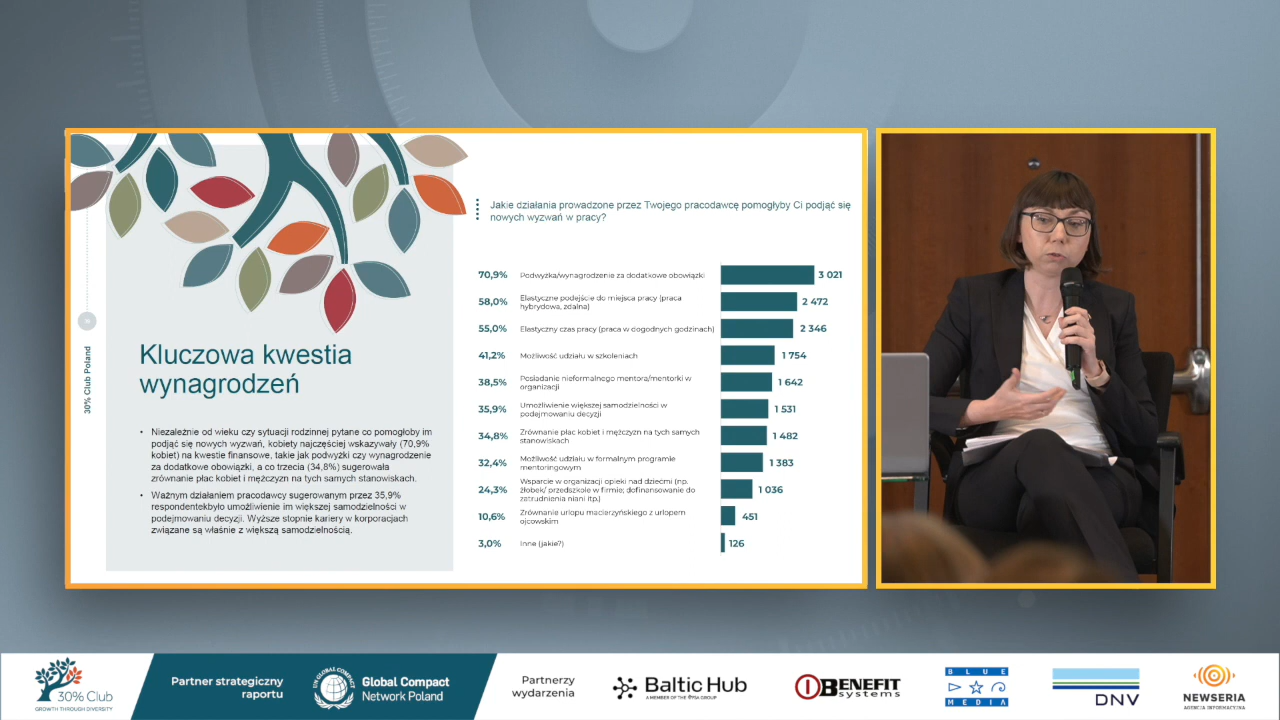 30% Club Poland
Kluczowa kwestia
wynagrodzeń
• Niezależnie od wieku czy sytuacji rodzinnej pytane co pomogłoby im
podjąć się nowych wyzwań, kobiety najczęściej wskazywały (70,9%
kobiet) na kwestie finansowe, takie jak podwyżki czy wynagrodzenie
za dodatkowe obowiązki, a co trzecia (34,8%) sugerowała
zrównanie płac kobiet i mężczyzn na tych samych stanowiskach.
• Ważnym działaniem pracodawcy sugerowanym przez 35,9%
respondentekbyło umożliwienie im większej samodzielności w
podejmowaniu decyzji. Wyższe stopnie kariery w korporacjach
związane są właśnie z większą samodzielnością.
Jakie działania prowadzone przez Twojego pracodawcę pomogłyby Ci podjąć się
nowych wyzwań w pracy?
70,9% Podwyżka/wynagrodzenie za dodatkowe obowiązki 3 021
58,0% Elastyczne podejście do miejsca pracy (praca
hybrydowa, zdalna) 2 472
55,0% Elastyczny czas pracy (praca w dogodnych godzinach) 2 346
41,2% Możliwość udziału w szkoleniach 1 754
38,5% Posiadanie nieformalnego mentora/mentorki w
organizacji 1 642
35,9% Umożliwienie większej samodzielności w
podejmowaniu decyzji 1 531
34,8% Zrównanie płac kobiet i mężczyzn na tych samych
stanowiskach 1 482
32,4% Możliwość udziału w formalnym programie
mentoringowym 1 383
24,3% Wsparcie w organizacji opieki nad dziećmi (np.
żłobek/ przedszkole w firmie; dofinansowanie do
zatrudnienia niani itp.) 1 036
10,6% Zrównanie urlopu macierzyńskiego z urlopem
ojcowskim 451
3,0% Inne (jakie?) 126
30% Club
GROWTH THROUGH DIVERSITY
Partner strategiczny
raportu
UN GLOBAL COMPACT
Global Compact
Network Poland
Partnerzy
wydarzenia
Baltic Hub
A MEMBER OF THE PSA GROUP
BENEFIT
systems
BLUE
MEDIA
DNV
NEWSERIA
AGENCJA INFORMACYJNA